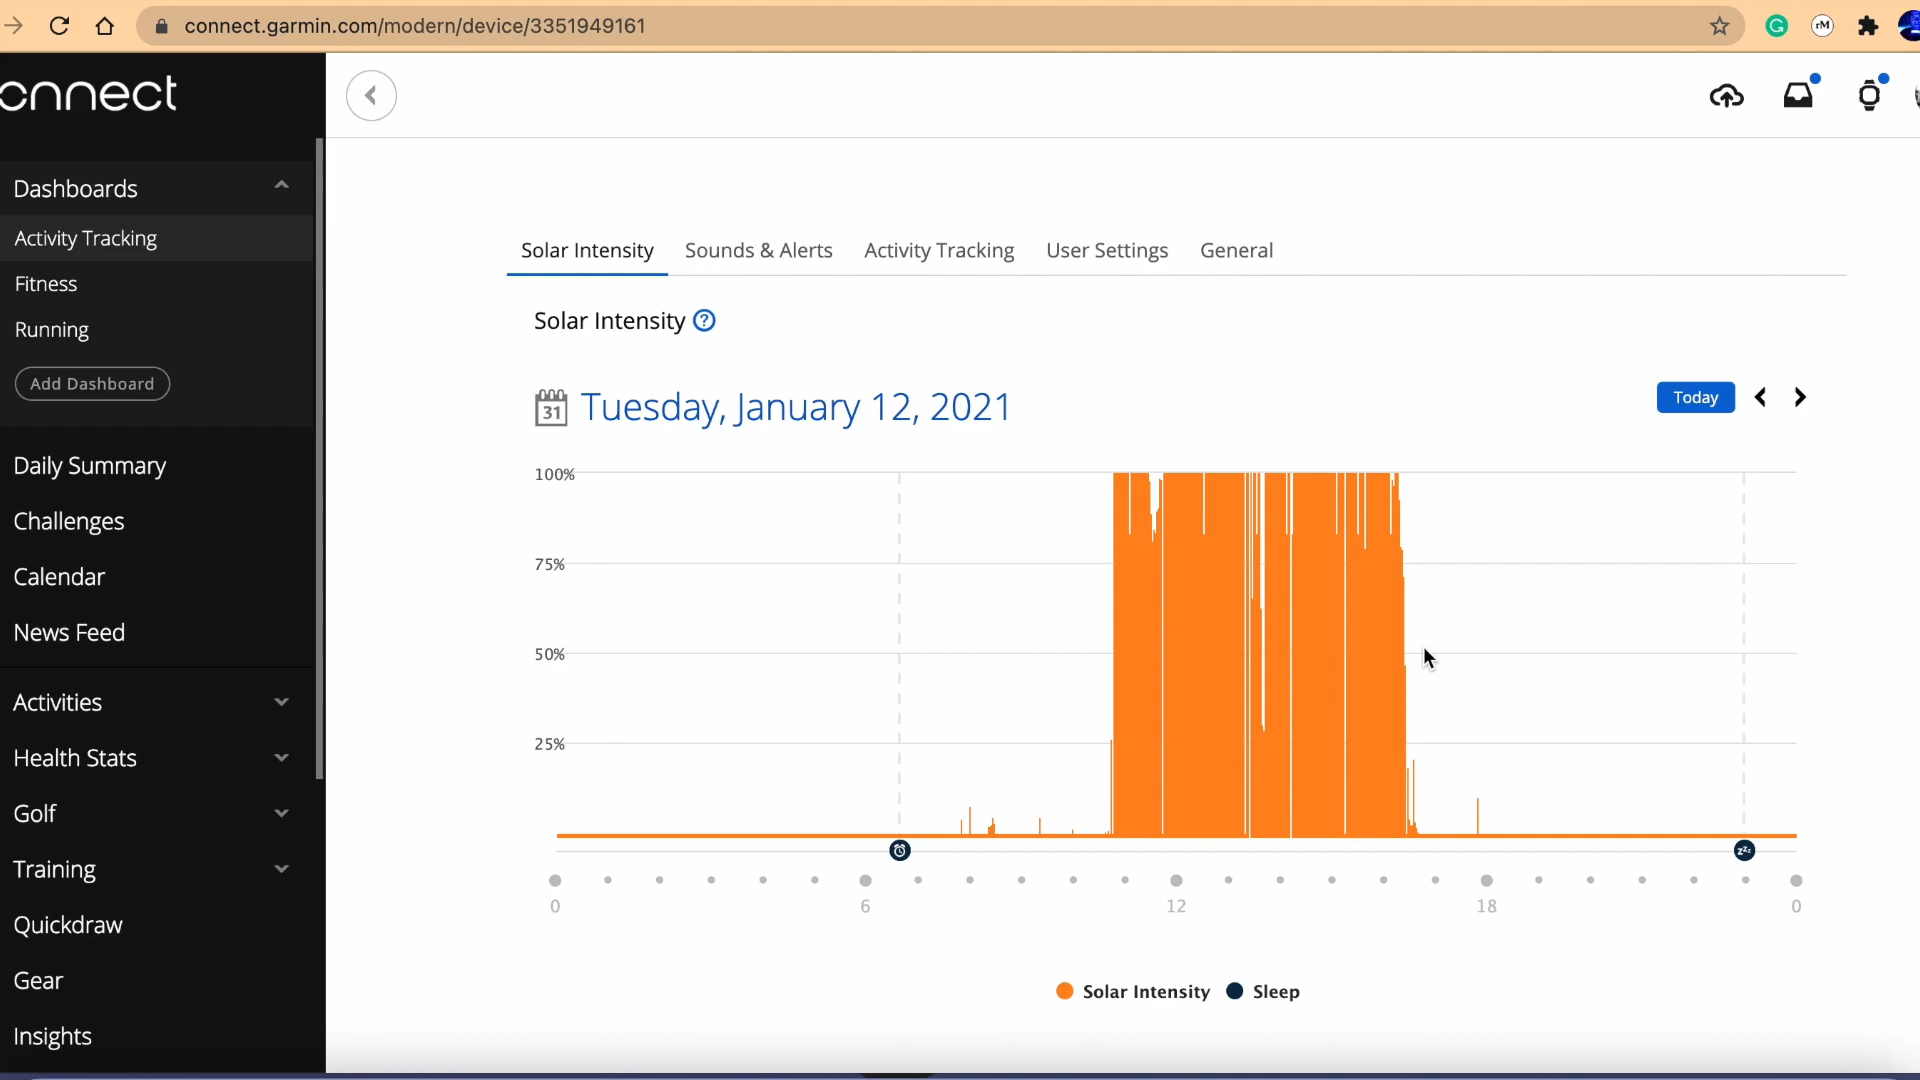 connect.garmin.com/modern/device/3351949161
G
rM
onnect
Dashboards
Activity Tracking
Fitness
Running
Add Dashboard
Daily Summary
Challenges
Calendar
News Feed
Activities
Health Stats
Golf
Training
Quickdraw
Gear
Insights
Solar Intensity Sounds & Alerts Activity Tracking User Settings General
Solar Intensity ?
31 Tuesday, January 12, 2021
Today
100%
75%
50%
25%
zzz
0 6 12 18 0
Solar Intensity Sleep